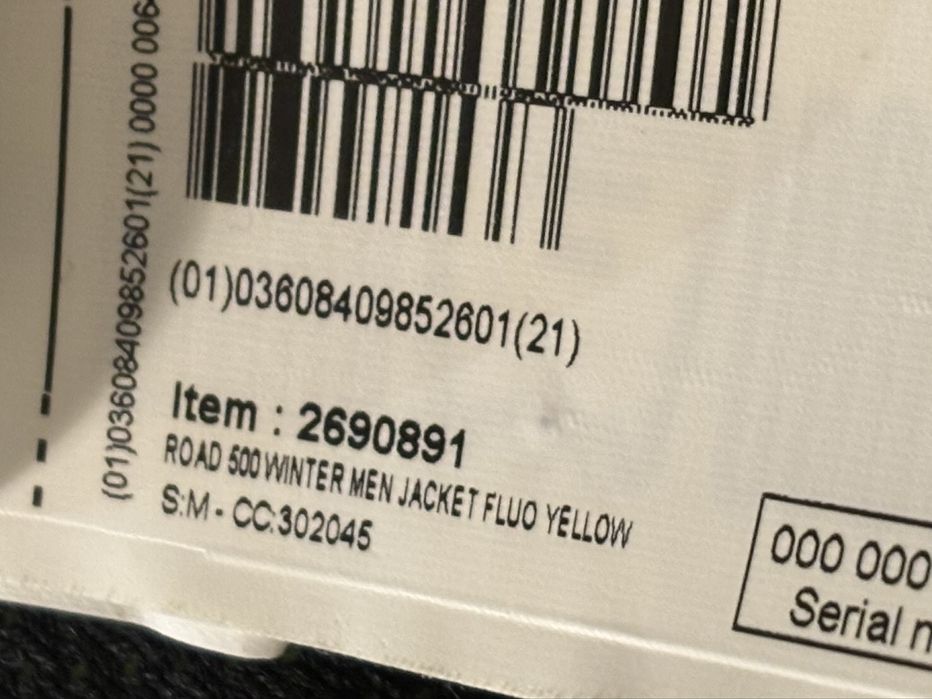 (01)03608409852601(21) 0000 006
(01)03608409852601(21)
Item : 2690891
ROAD 500 WINTER MEN JACKET FLUO YELLOW
S:M - CC:302045
000 000
Serial n